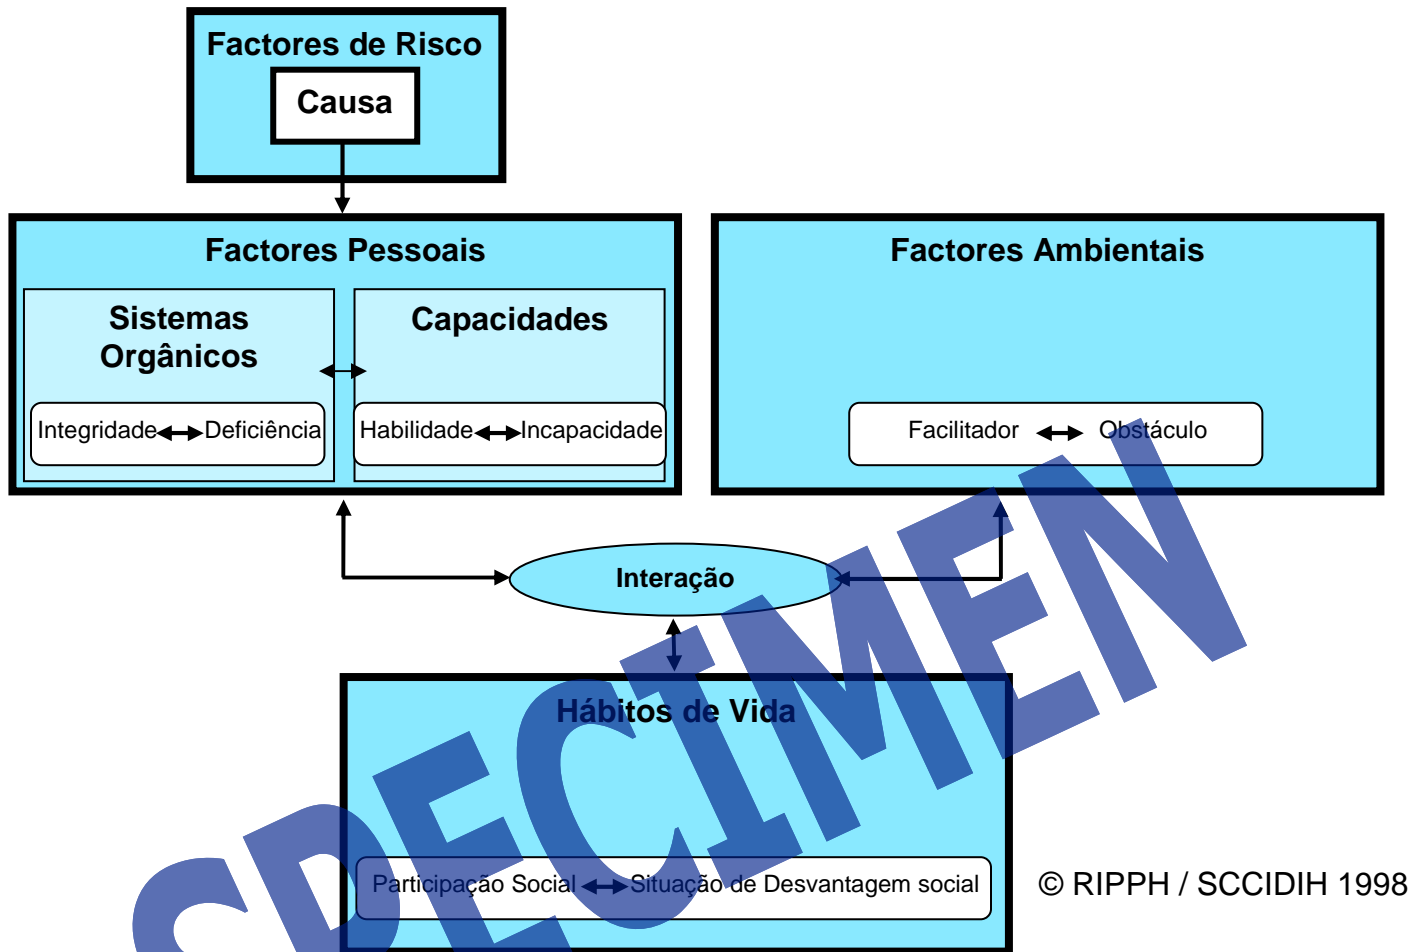 Factores de Risco
Causa
Factores Pessoais
Factores Ambientais
Sistemas
Orgânicos
Capacidades
Integridade Deficiência
Habilidade Incapacidade
Facilitador Obstáculo
Interação
Hábitos de Vida
Participação Social Situação de Desvantagem social
© RIPPH / SCCIDIH 1998
SPECIMEN